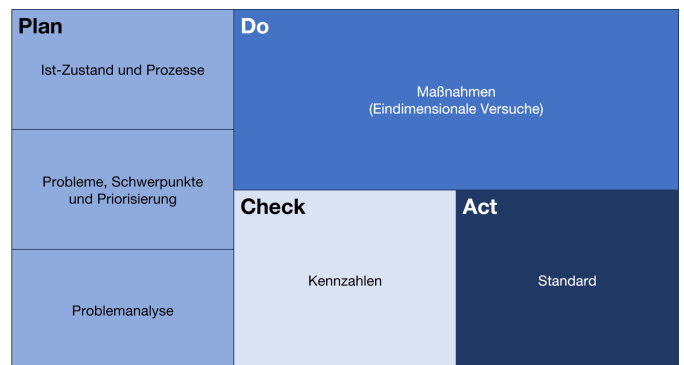 Plan
Ist-Zustand und Prozesse
Probleme, Schwerpunkte
und Priorisierung
Problemanalyse
Do
Maßnahmen
(Eindimensionale Versuche)
Check
Kennzahlen
Act
Standard